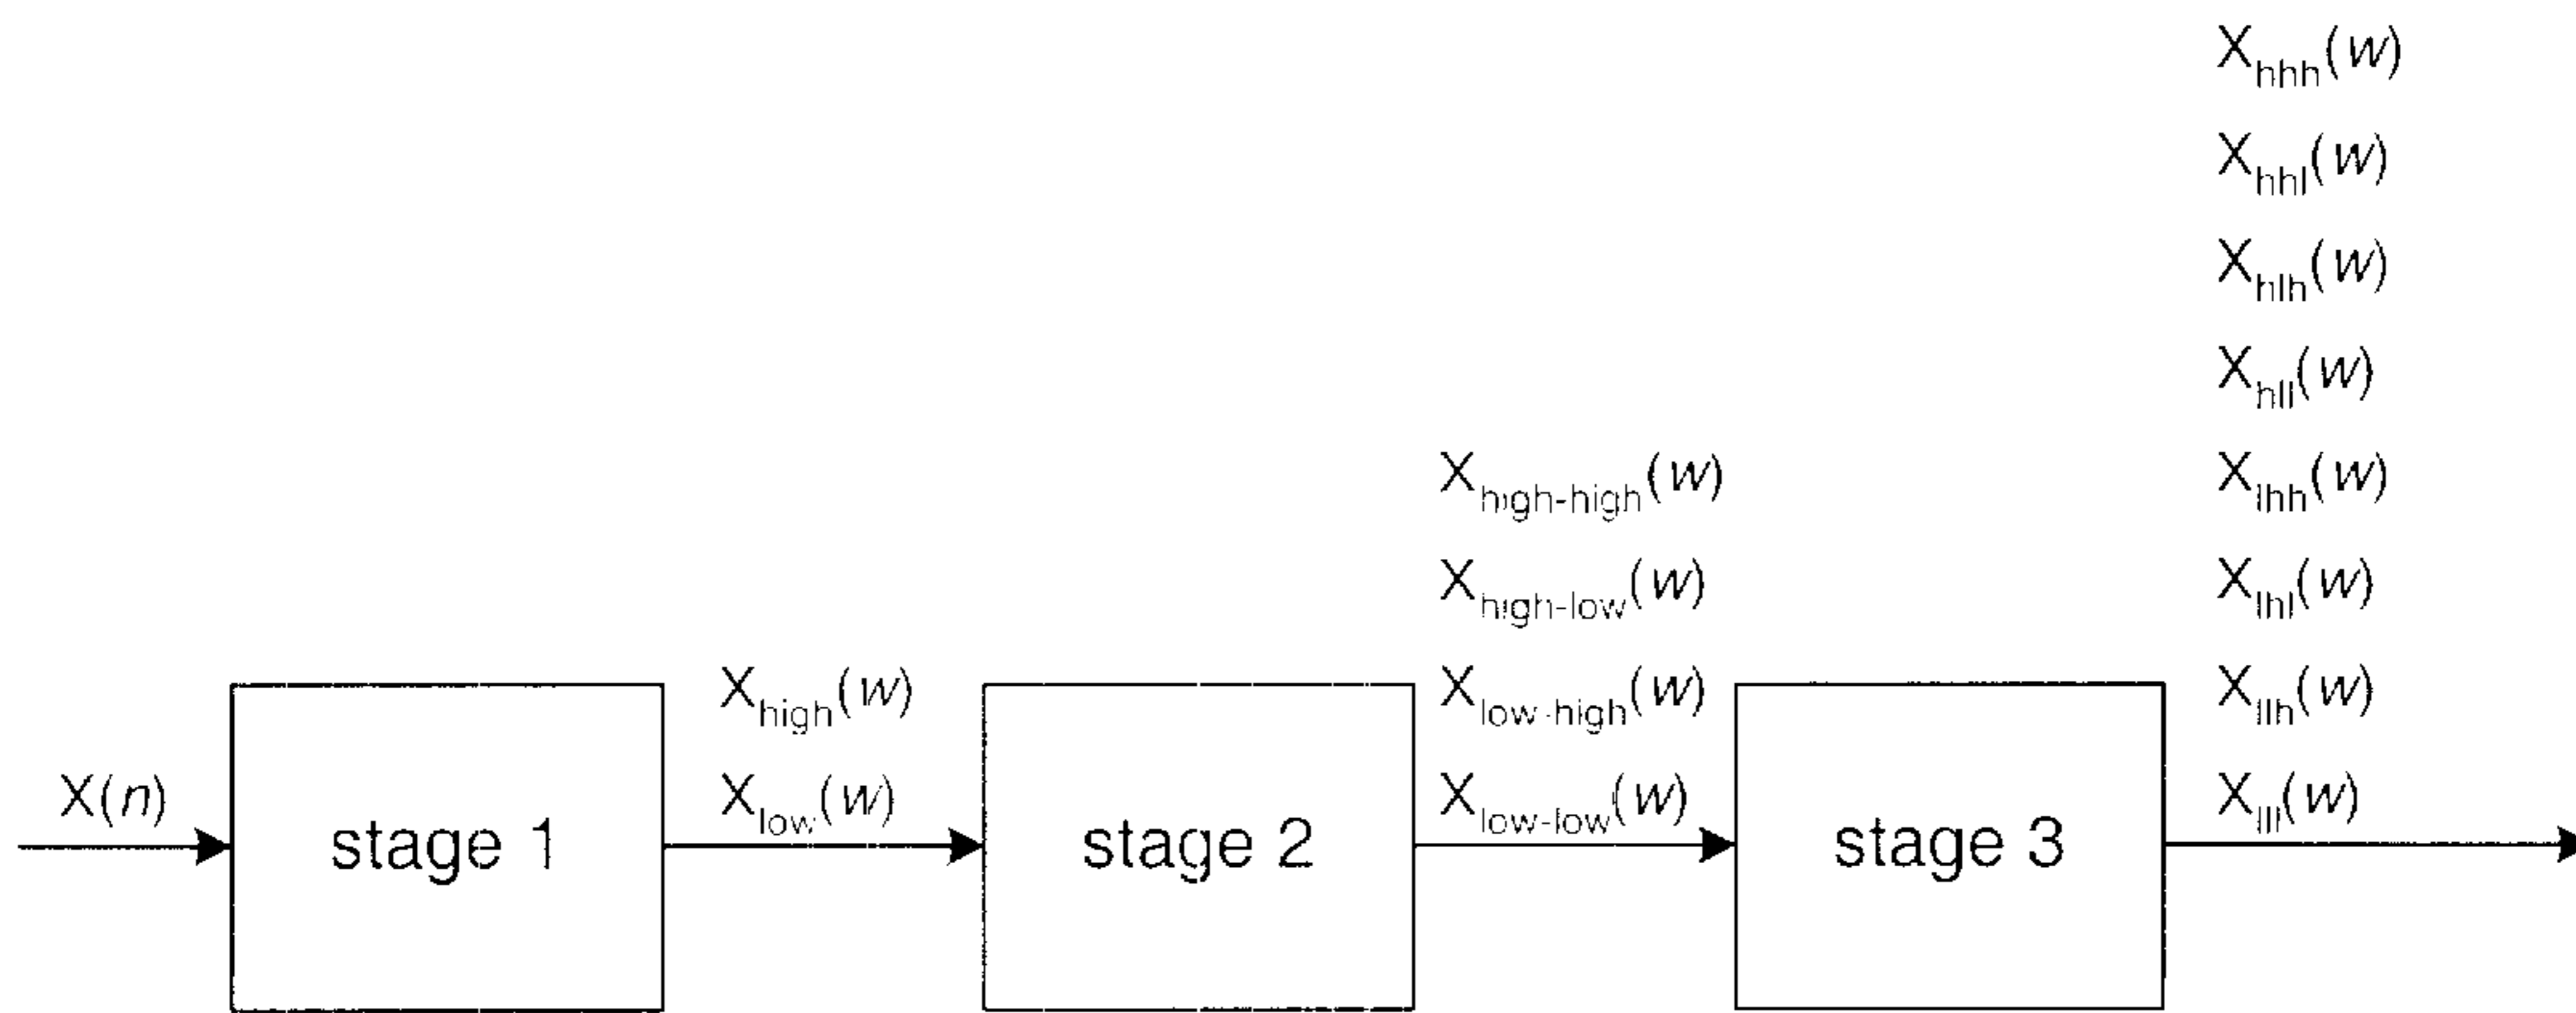 X(n)
stage 1
X_high(w)
X_low(w)
stage 2
X_high-high(w)
X_high-low(w)
X_low-high(w)
X_low-low(w)
stage 3
X_hhh(w)
X_hhl(w)
X_hlh(w)
X_hll(w)
X_lhh(w)
X_lhl(w)
X_llh(w)
X_lll(w)